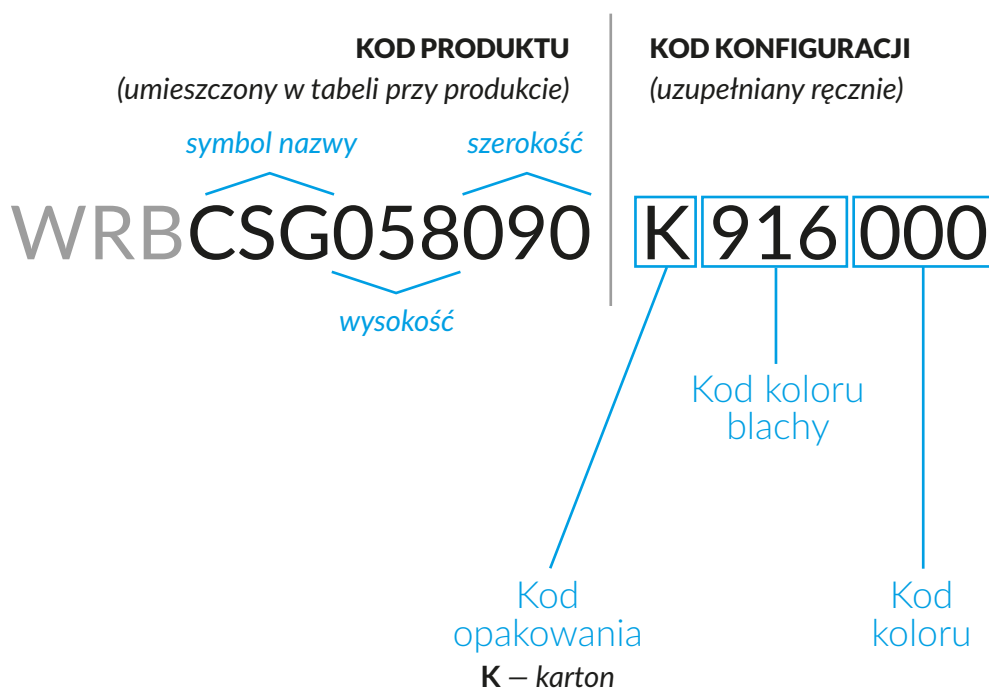 KOD PRODUKTU
(umieszczony w tabeli przy produkcie)
KOD KONFIGURACJI
(uzupełniany ręcznie)
symbol nazwy
szerokość
WRBCSG058090 K 916 000
wysokość
Kod koloru
blachy
Kod
opakowania
K – karton
Kod
koloru